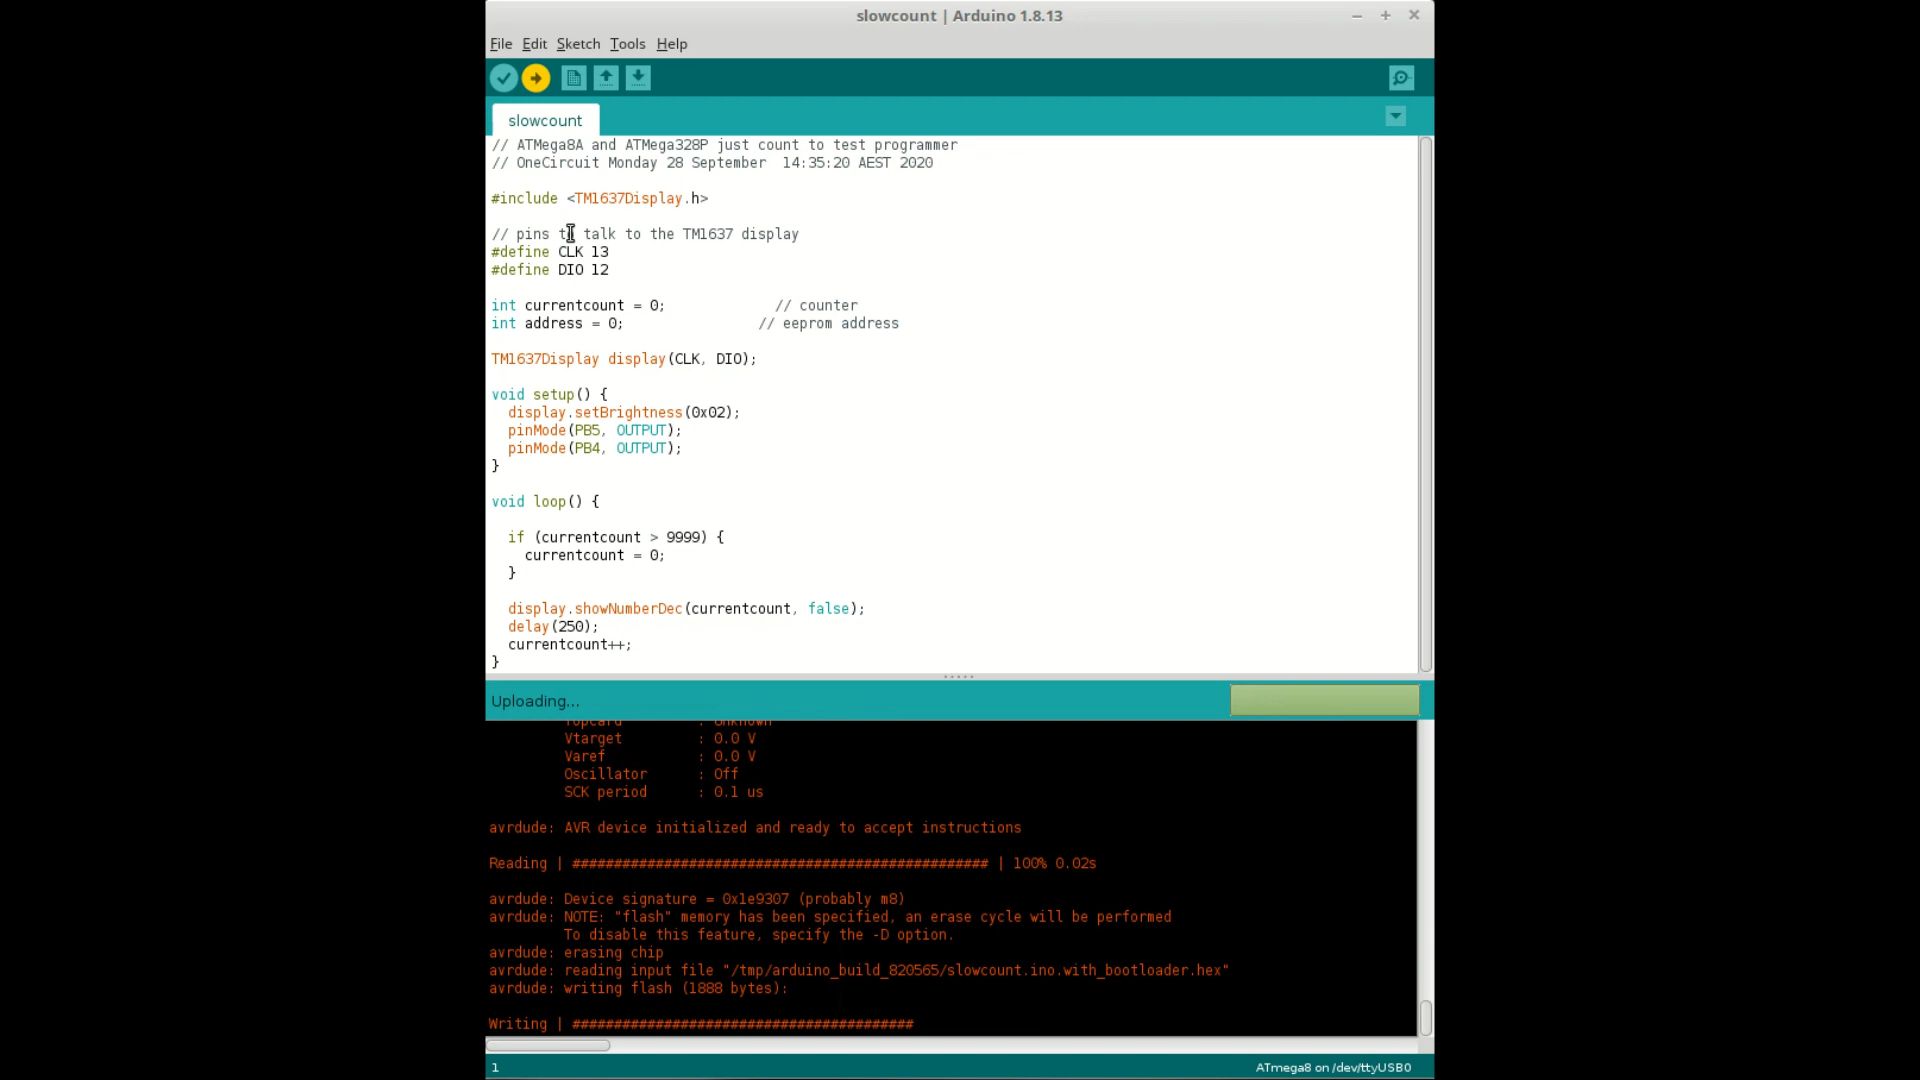 slowcount | Arduino 1.8.13
File Edit Sketch Tools Help
slowcount
// ATMega8A and ATMega328P just count to test programmer
// OneCircuit Monday 28 September  14:35:20 AEST 2020
#include <TM1637Display.h>
// pins to talk to the TM1637 display
#define CLK 13
#define DIO 12
int currentcount = 0;             // counter
int address = 0;                // eeprom address
TM1637Display display(CLK, DIO);
void setup() {
  display.setBrightness(0x02);
  pinMode(PB5, OUTPUT);
  pinMode(PB4, OUTPUT);
}
void loop() {
  if (currentcount > 9999) {
    currentcount = 0;
  }
  display.showNumberDec(currentcount, false);
  delay(250);
  currentcount++;
}
Uploading...
Topcard         : Unknown
Vtarget         : 0.0 V
Varef           : 0.0 V
Oscillator      : Off
SCK period      : 0.1 us
avrdude: AVR device initialized and ready to accept instructions
Reading | ################################################## | 100% 0.02s
avrdude: Device signature = 0x1e9307 (probably m8)
avrdude: NOTE: "flash" memory has been specified, an erase cycle will be performed
         To disable this feature, specify the -D option.
avrdude: erasing chip
avrdude: reading input file "/tmp/arduino_build_820565/slowcount.ino.with_bootloader.hex"
avrdude: writing flash (1888 bytes):
Writing | #########################################
1 ATmega8 on /dev/ttyUSB0